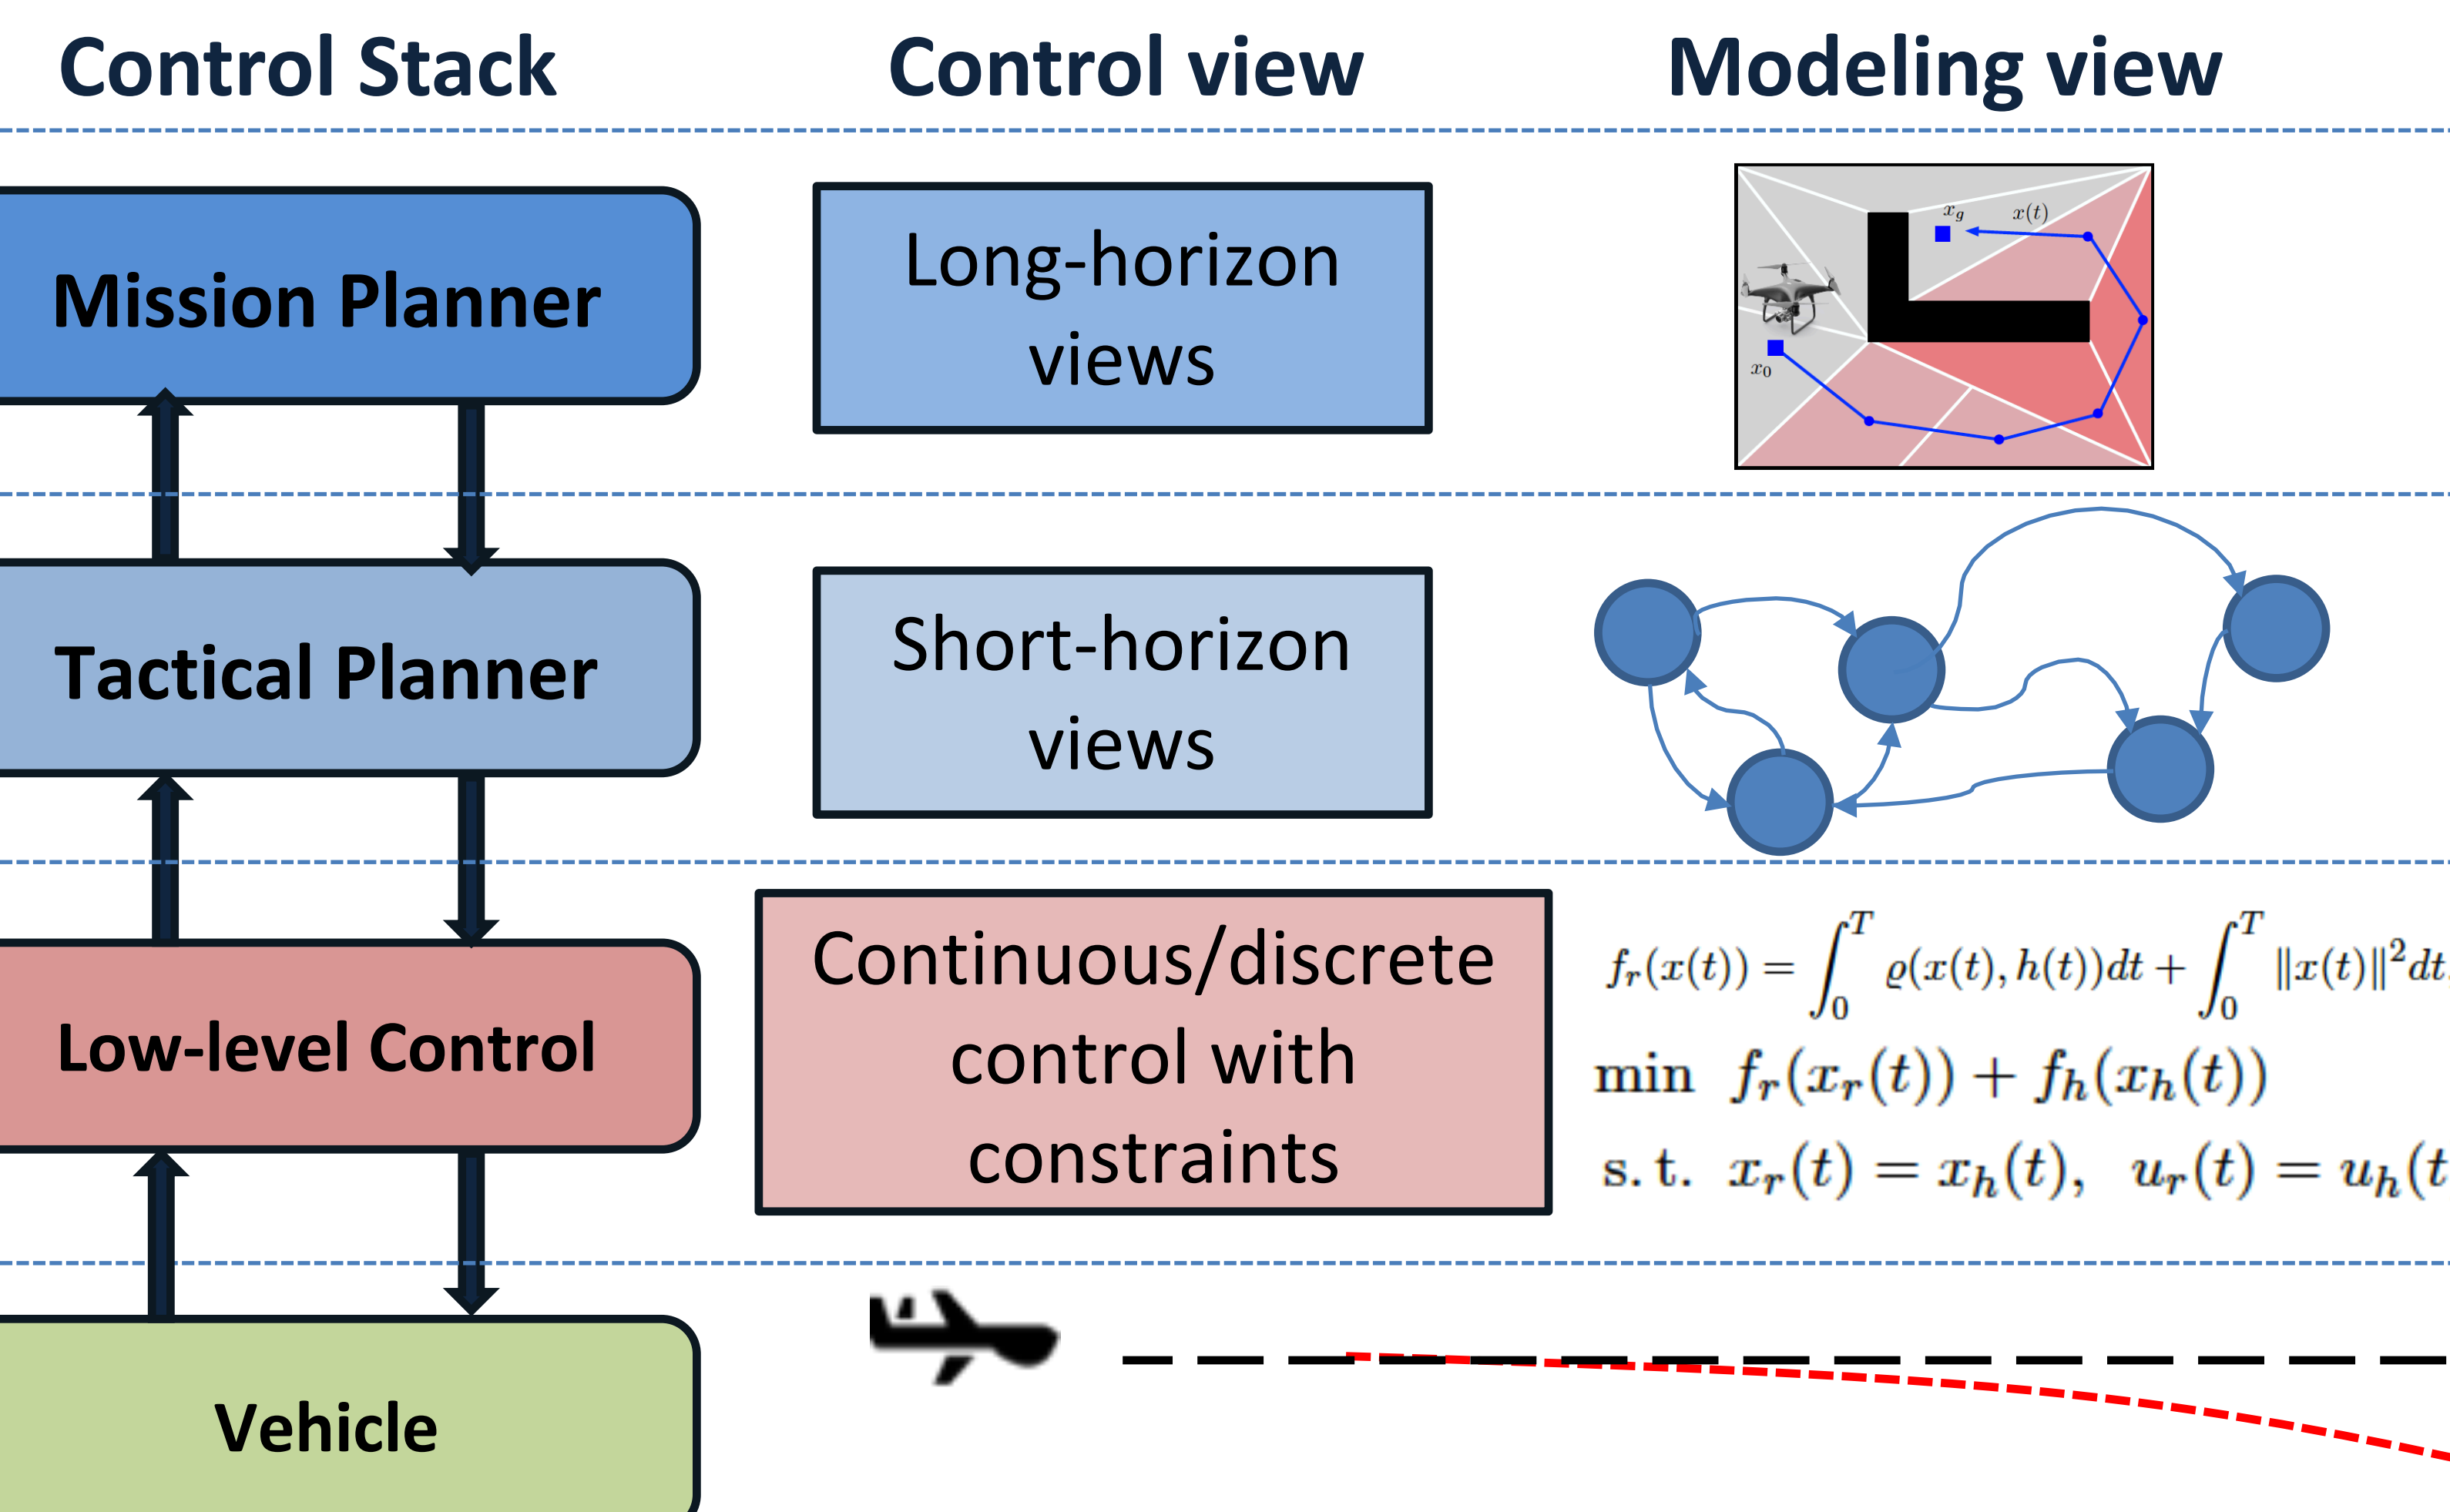 Control Stack
Control view
Modeling view
Mission Planner
Long-horizon
views
x_g
x(t)
x_0
Tactical Planner
Short-horizon
views
Low-level Control
Continuous/discrete
control with
constraints
f_r(x(t)) = ∫_0^T ϱ(x(t), h(t))dt + ∫_0^T ‖x(t)‖²dt
min f_r(x_r(t)) + f_h(x_h(t))
s. t. x_r(t) = x_h(t), u_r(t) = u_h(t
Vehicle